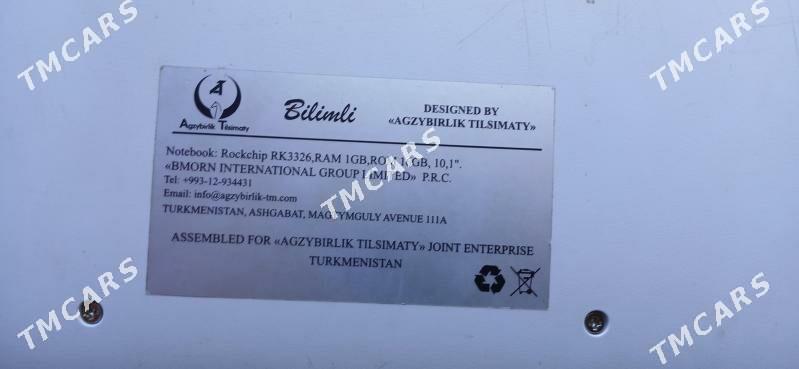 TMCARS
TMCARS
Agzybirlik Tilsimaty
Bilimli
DESIGNED BY
«AGZYBIRLIK TILSIMATY»
Notebook: Rockchip RK3326,RAM 1GB,ROM 16GB, 10,1".
«BMORN INTERNATIONAL GROUP LIMITED» P.R.C.
Tel: +993-12-934431
Email: info@agzybirlik-tm.com
TURKMENISTAN, ASHGABAT, MAGTYMGULY AVENUE 111A
TMCARS
ASSEMBLED FOR «AGZYBIRLIK TILSIMATY» JOINT ENTERPRISE
TURKMENISTAN
TMCARS
TMCARS